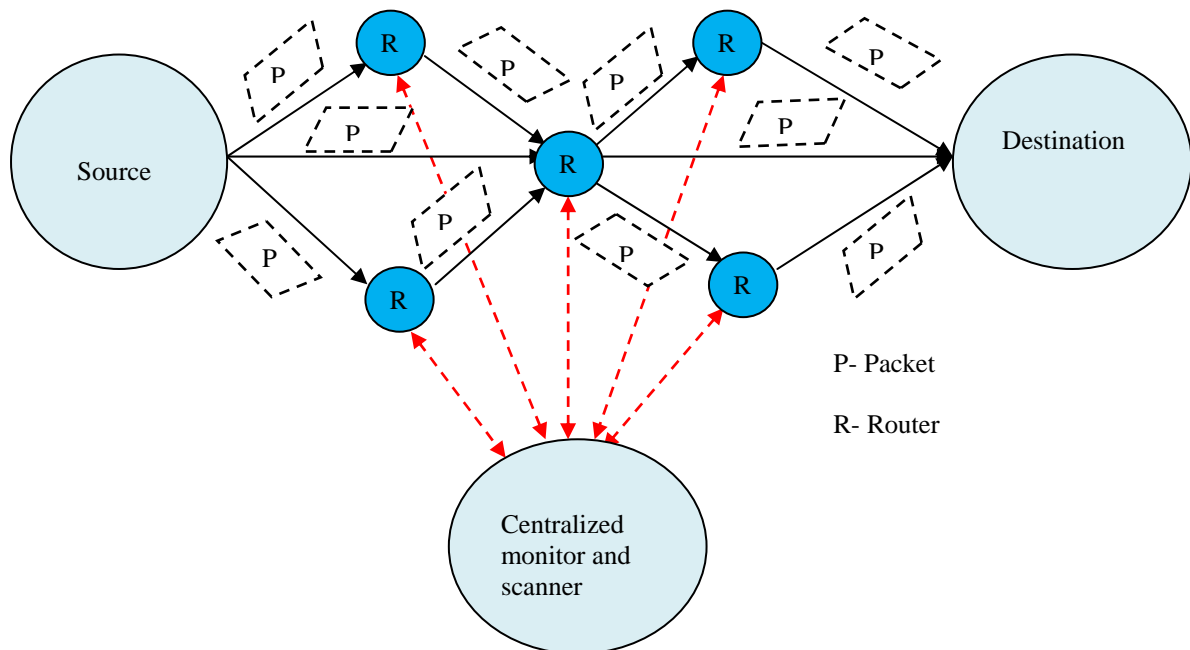 R
R
P
P
P
P
P
P
Source
R
Destination
P
P
P
P
R
R
P- Packet
R- Router
Centralized
monitor and
scanner